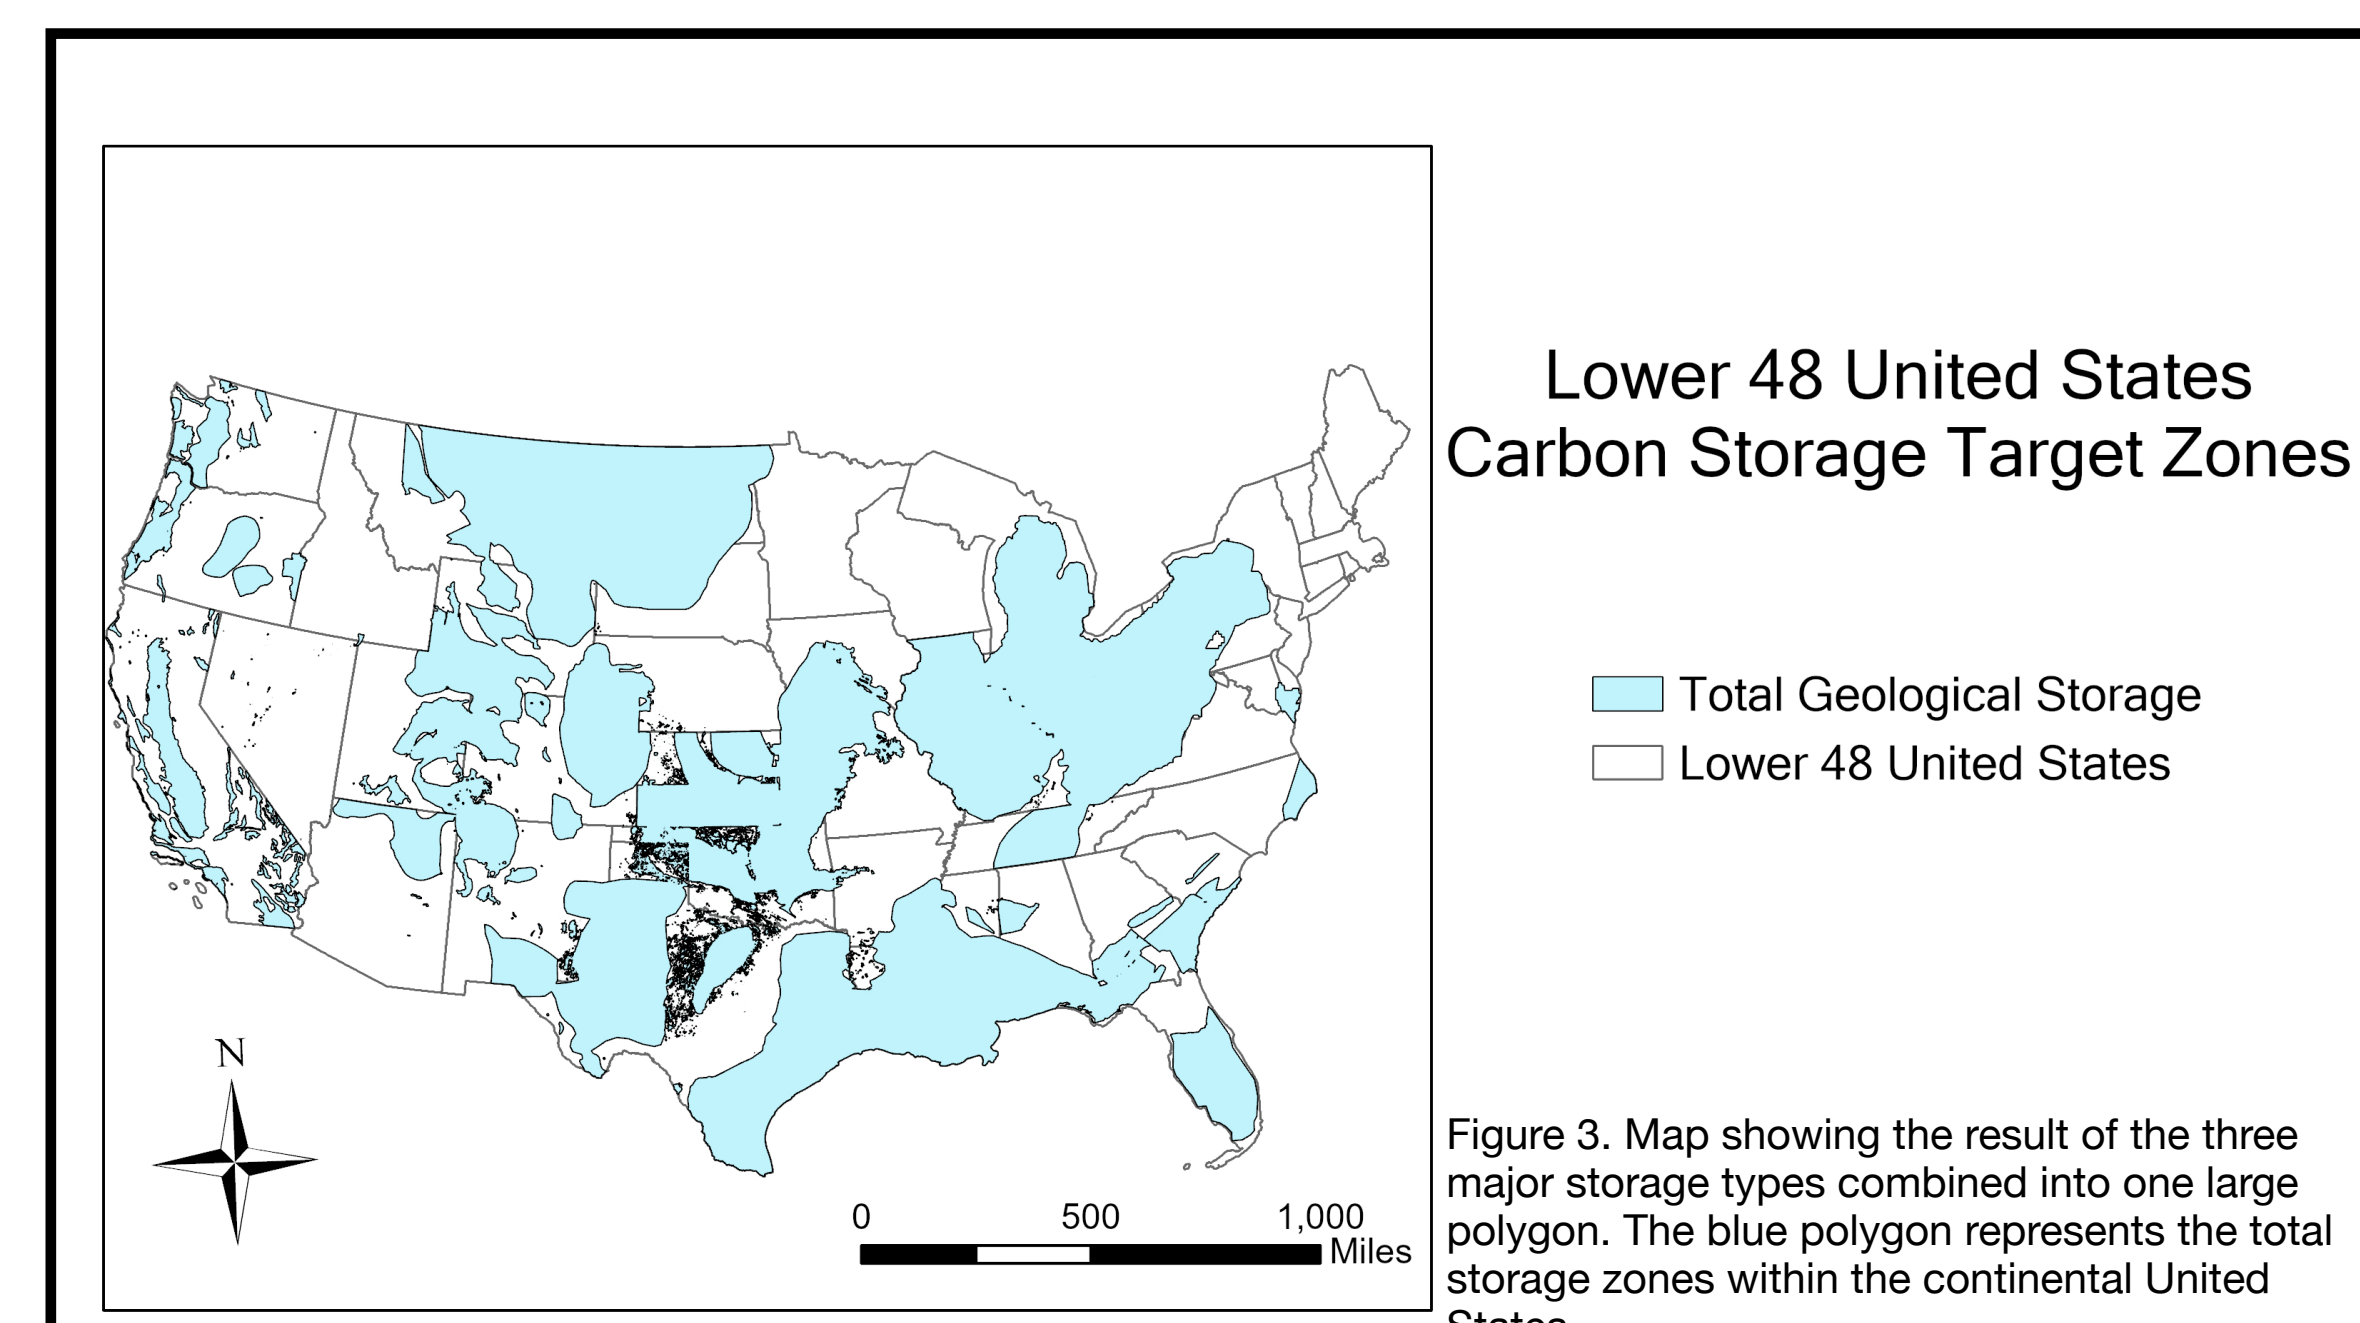 Lower 48 United States
Carbon Storage Target Zones
Total Geological Storage
Lower 48 United States
N
0 500 1,000
Miles
Figure 3. Map showing the result of the three
major storage types combined into one large
polygon. The blue polygon represents the total
storage zones within the continental United
States